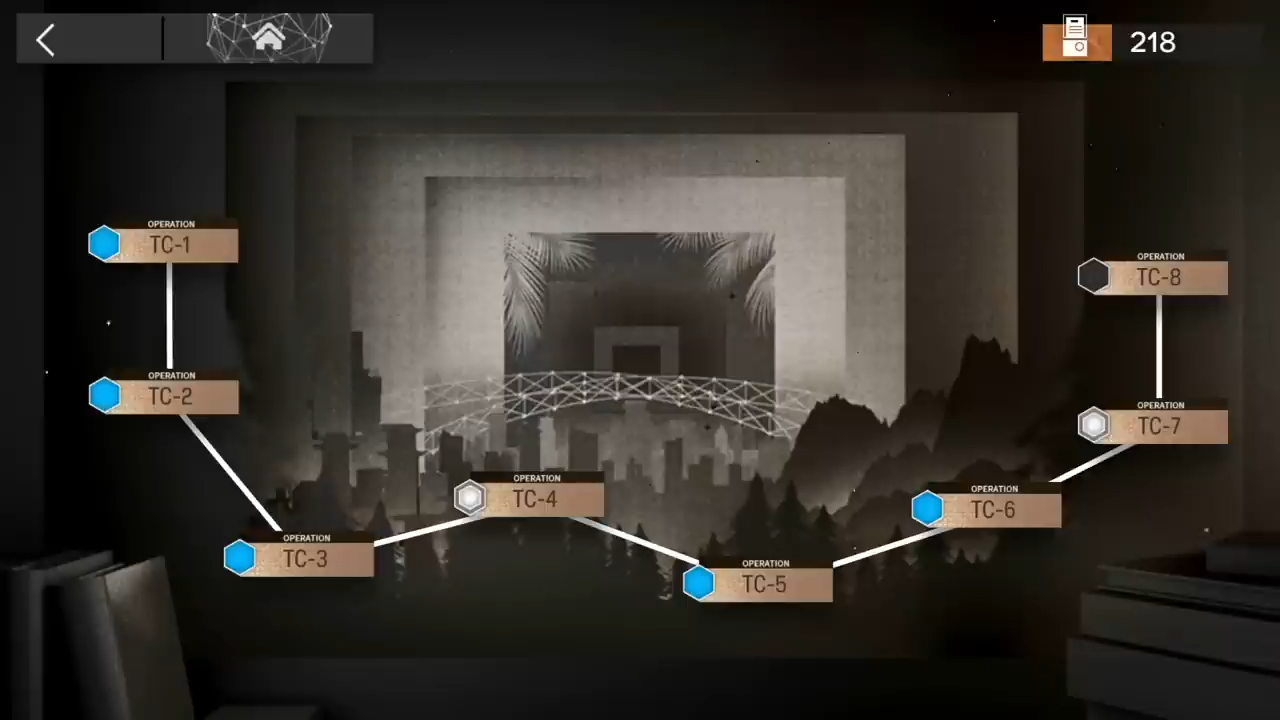 218
OPERATION
TC-1
OPERATION
TC-2
OPERATION
TC-3
OPERATION
TC-4
OPERATION
TC-5
OPERATION
TC-6
OPERATION
TC-7
OPERATION
TC-8